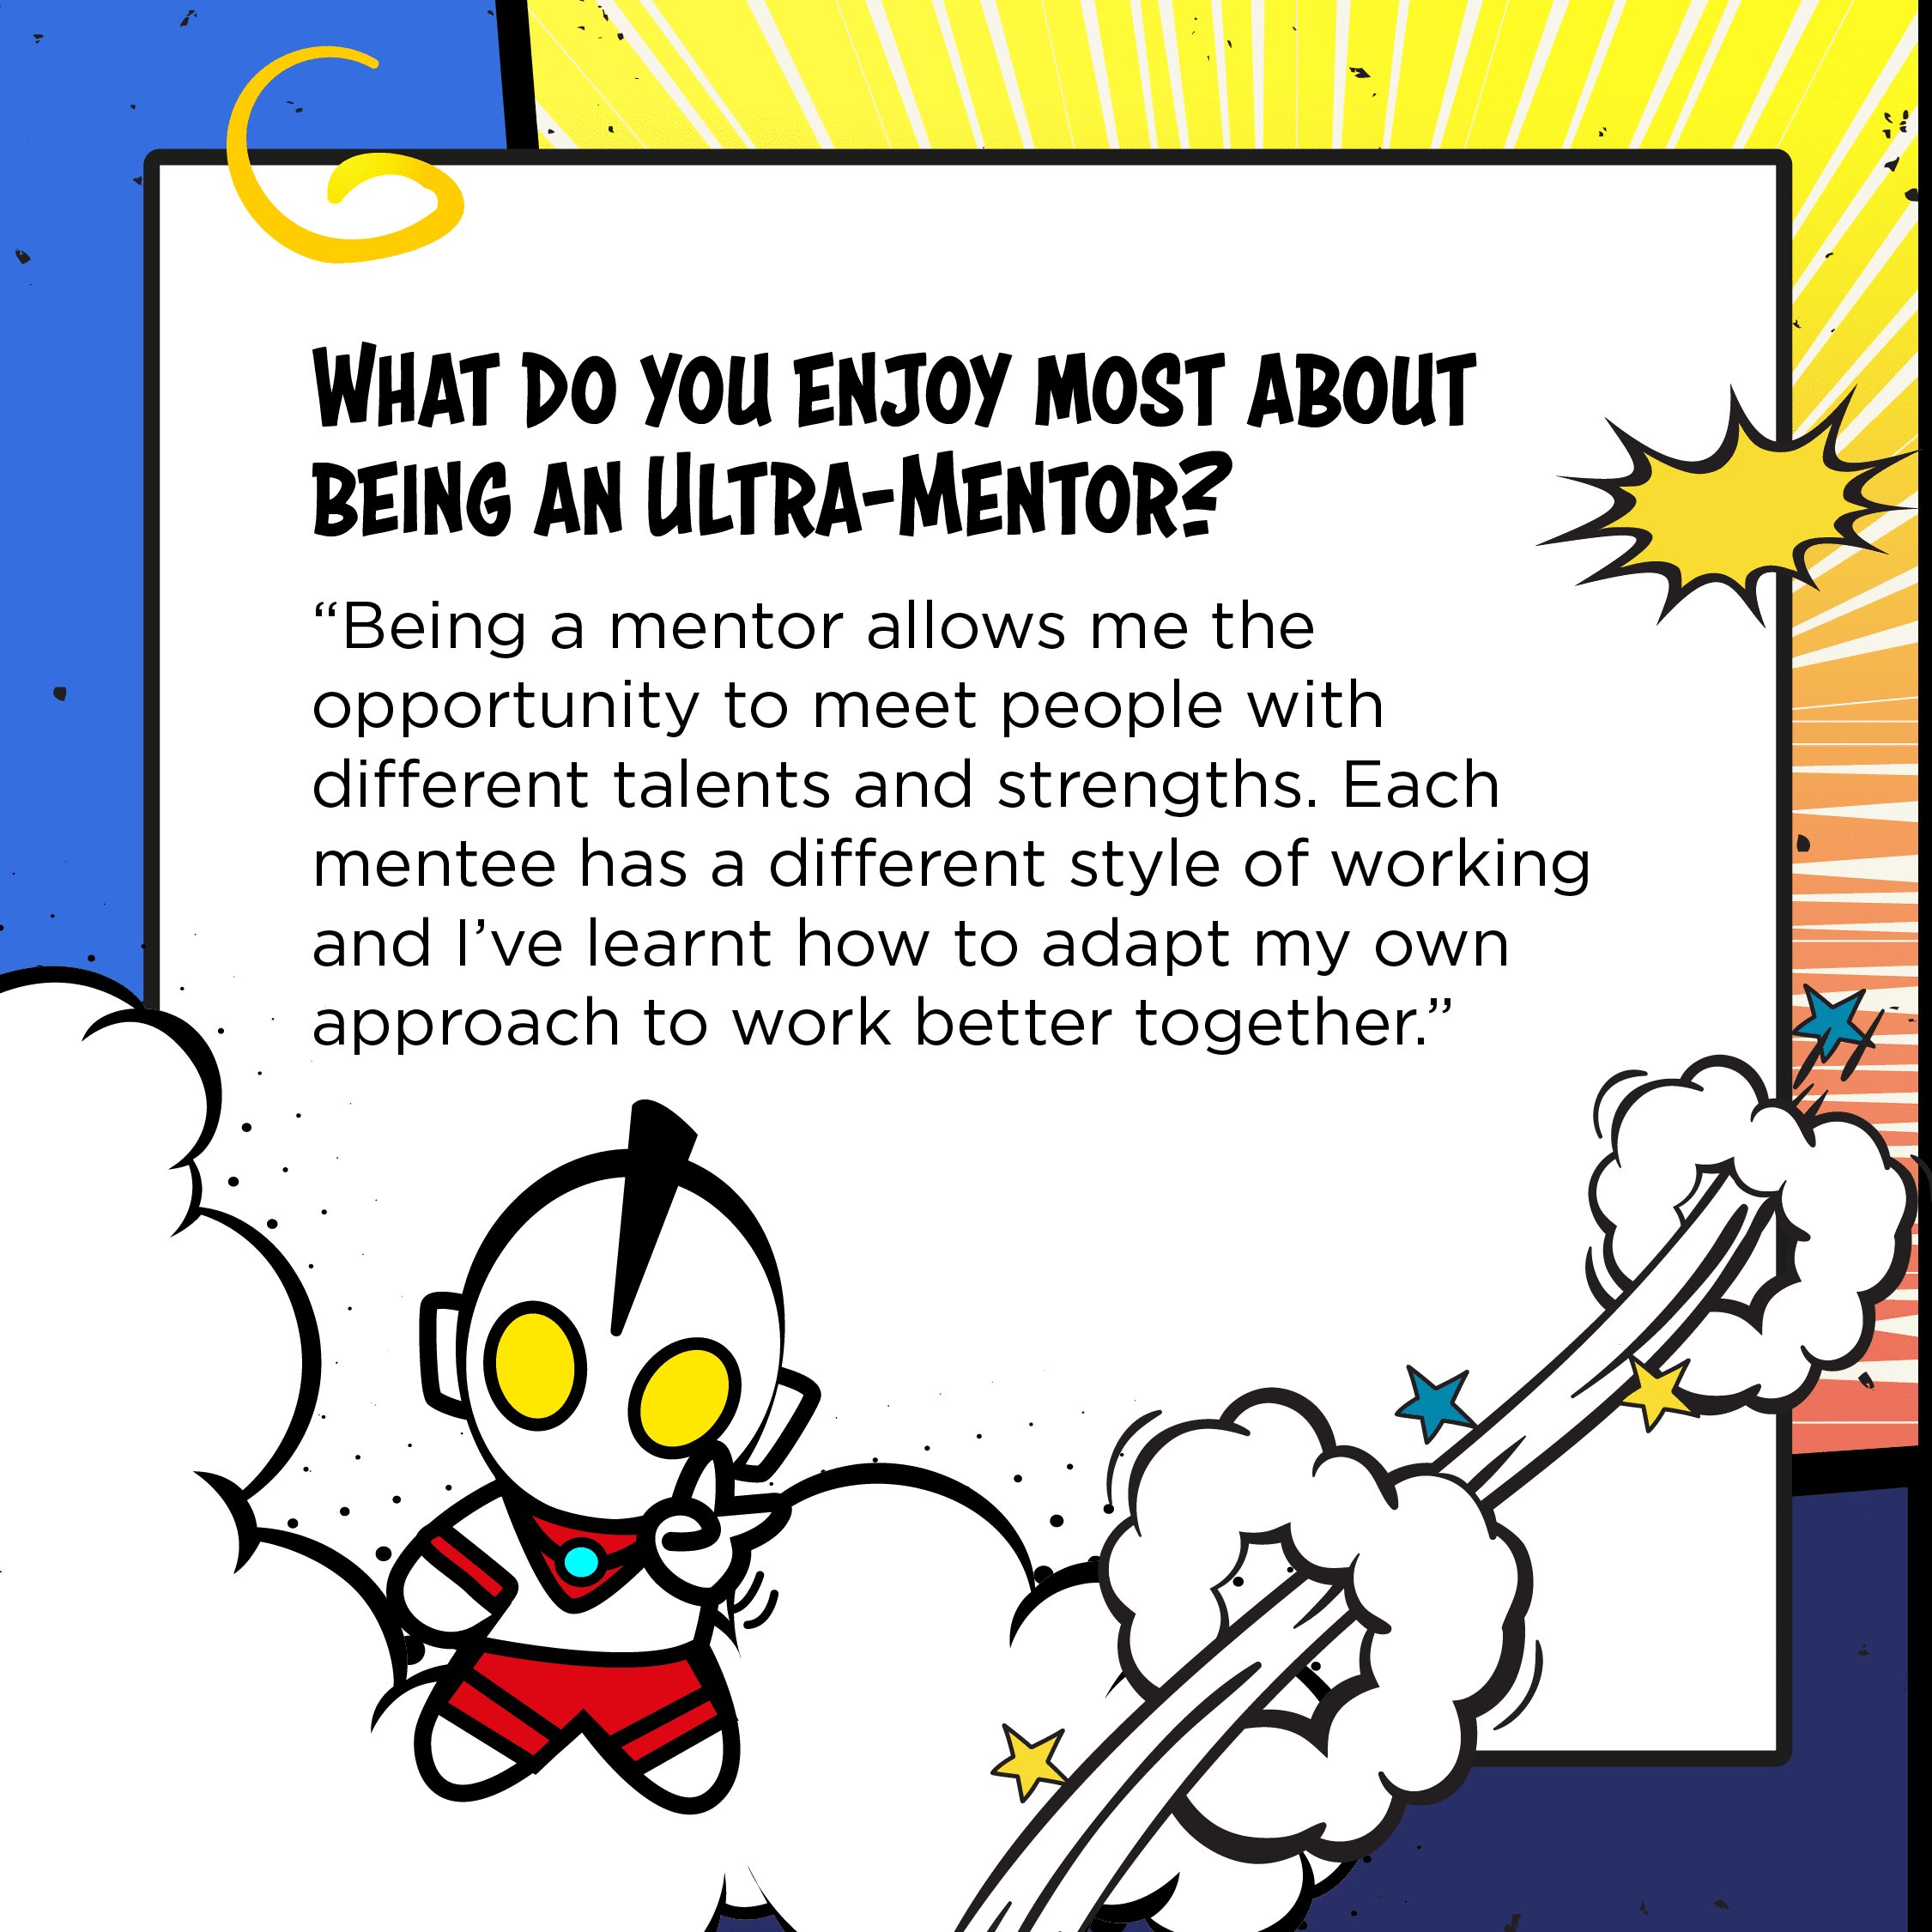 What do you enjoy most about
being an Ultra-Mentor?
“Being a mentor allows me the
opportunity to meet people with
different talents and strengths. Each
mentee has a different style of working
and I’ve learnt how to adapt my own
approach to work better together.”